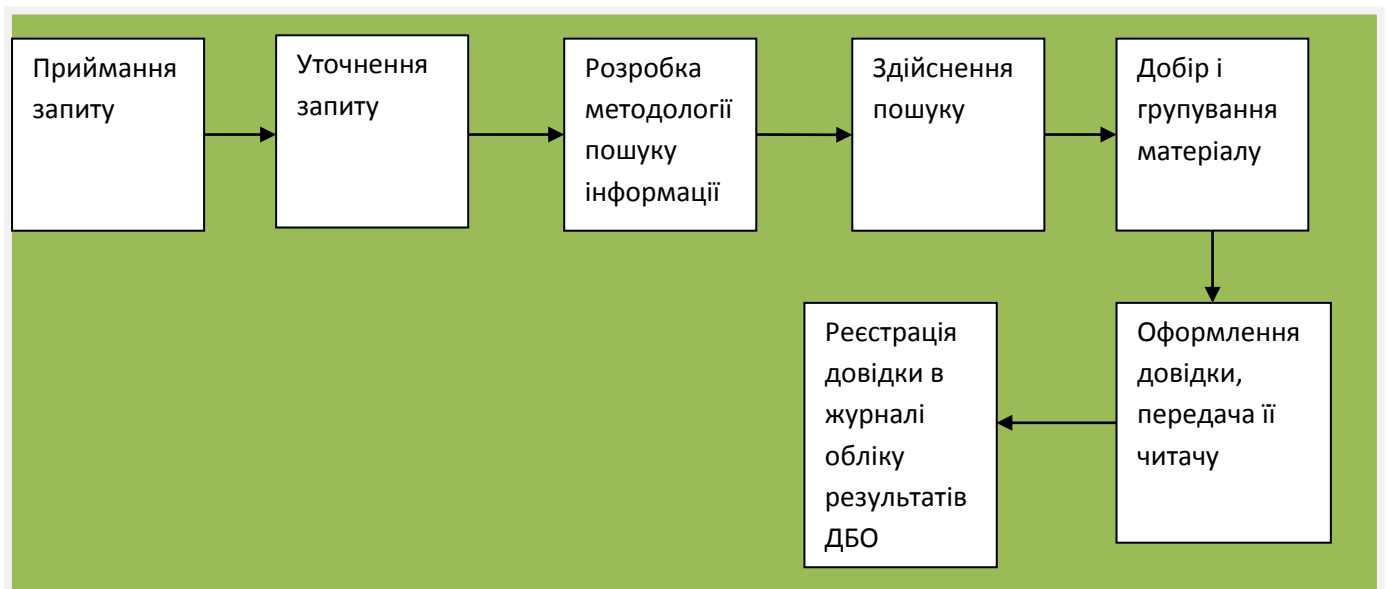 Приймання
запиту
Уточнення
запиту
Розробка
методології
пошуку
інформації
Здійснення
пошуку
Добір і
групування
матеріалу
Оформлення
довідки,
передача її
читачу
Реєстрація
довідки в
журналі
обліку
результатів
ДБО